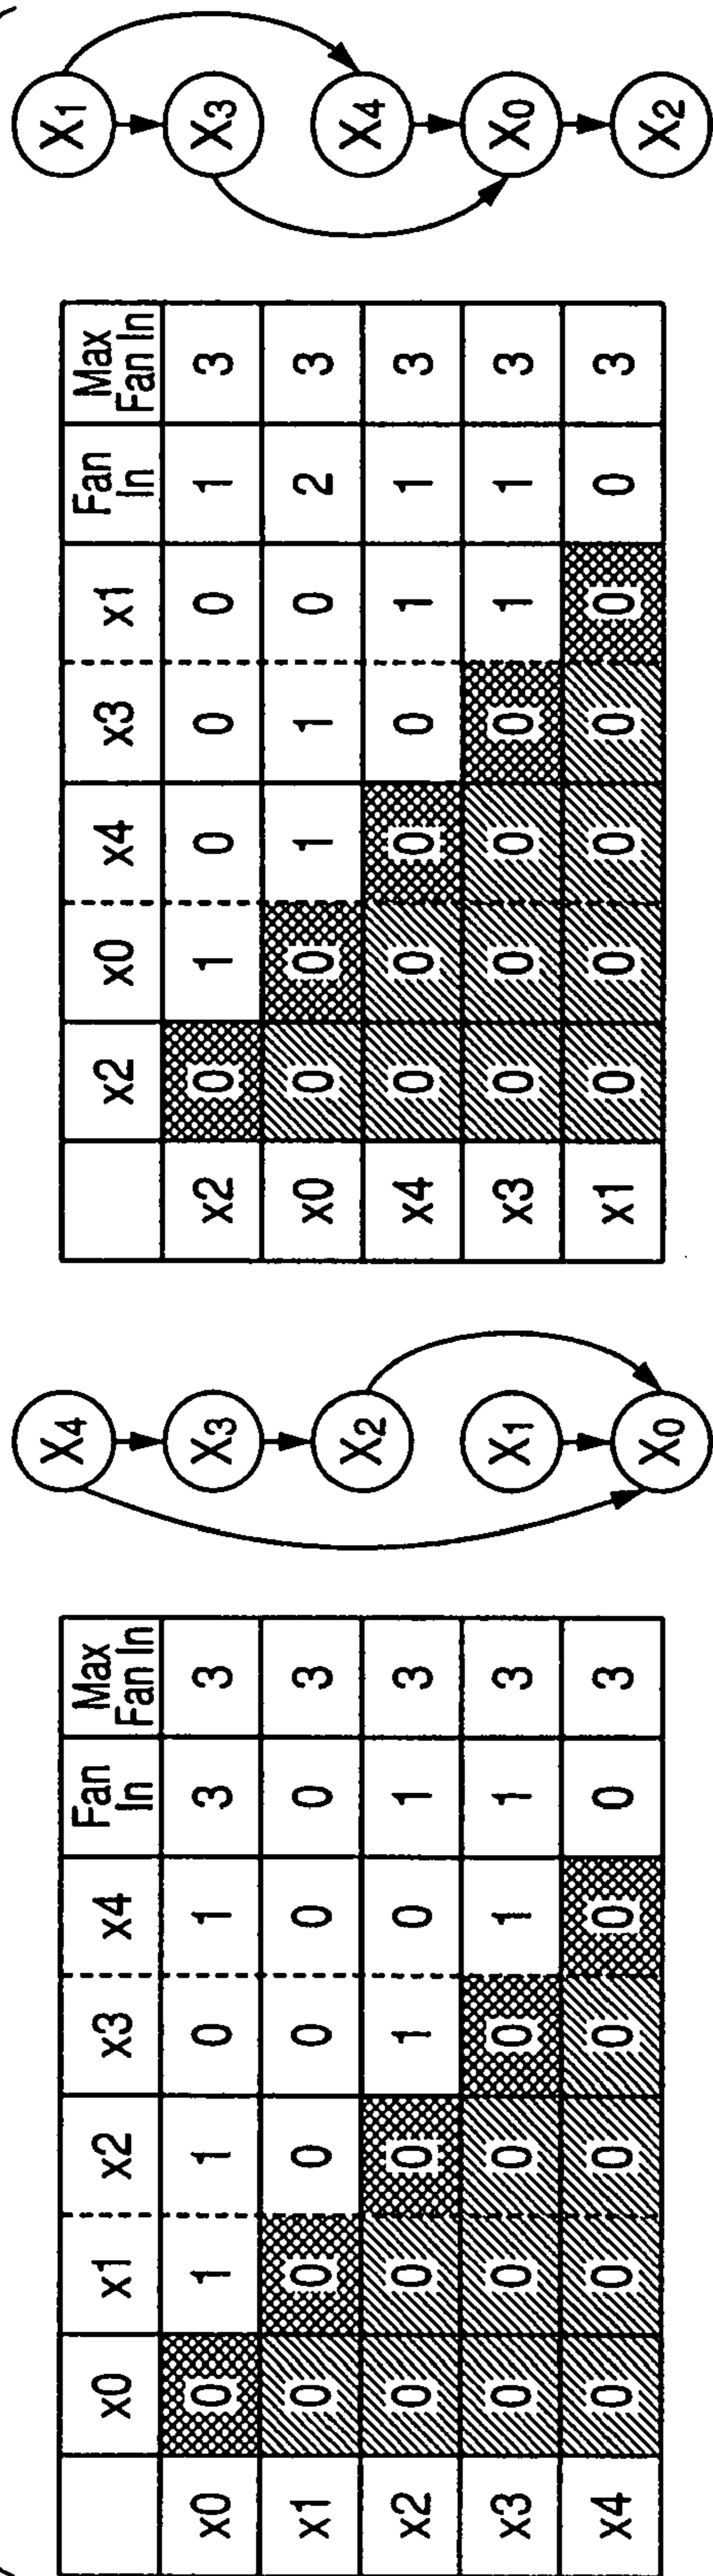 x0 x1 x2 x3 x4 Fan In Max Fan In
x0 0 1 1 0 1 3 3
x1 0 0 0 0 0 0 3
x2 0 0 0 1 0 1 3
x3 0 0 0 0 1 1 3
x4 0 0 0 0 0 0 3
X4
X3
X2
X1
X0
x2 x0 x4 x3 x1 Fan In Max Fan In
x2 0 1 0 0 0 1 3
x0 0 0 1 1 0 2 3
x4 0 0 0 0 1 1 3
x3 0 0 0 0 1 1 3
x1 0 0 0 0 0 0 3
X1
X3
X4
X0
X2